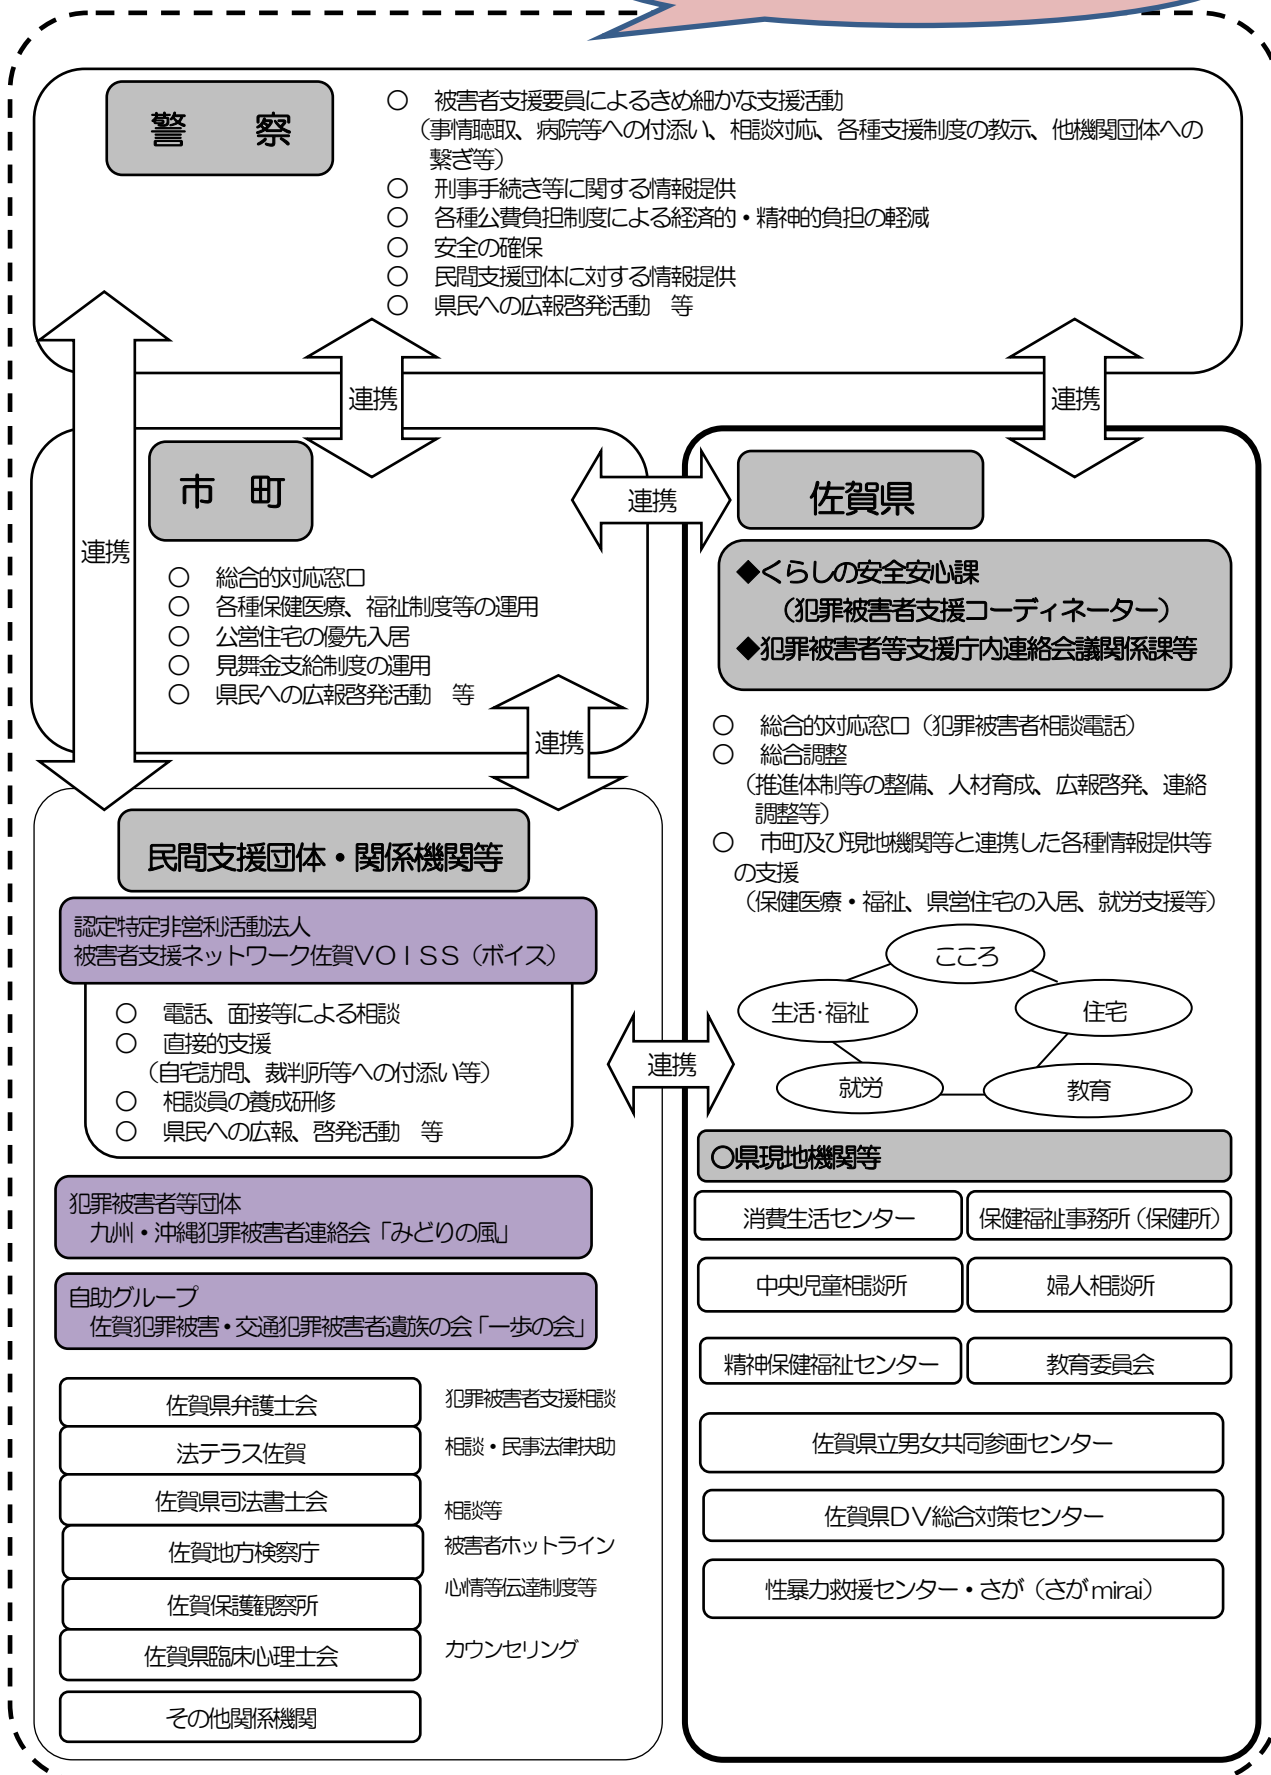 警　察
○　被害者支援要員によるきめ細かな支援活動
（事情聴取、病院等への付添い、相談対応、各種支援制度の教示、他機関団体への
繋ぎ等）
○　刑事手続き等に関する情報提供
○　各種公費負担制度による経済的・精神的負担の軽減
○　安全の確保
○　民間支援団体に対する情報提供
○　県民への広報啓発活動　等
連携
連携
連携
市　町
○　総合的対応窓口
○　各種保健医療、福祉制度等の運用
○　公営住宅の優先入居
○　見舞金支給制度の運用
○　県民への広報啓発活動　等
連携
連携
佐賀県
◆くらしの安全安心課
（犯罪被害者支援コーディネーター）
◆犯罪被害者等支援庁内連絡会議関係課等
○　総合的対応窓口（犯罪被害者相談電話）
○　総合調整
（推進体制等の整備、人材育成、広報啓発、連絡
調整等）
○　市町及び現地機関等と連携した各種情報提供等
の支援
（保健医療・福祉、県営住宅の入居、就労支援等）
こころ
生活・福祉
住宅
就労
教育
○県現地機関等
消費生活センター
保健福祉事務所（保健所）
中央児童相談所
婦人相談所
精神保健福祉センター
教育委員会
佐賀県立男女共同参画センター
佐賀県ＤＶ総合対策センター
性暴力救援センター・さが（さがmirai）
民間支援団体・関係機関等
認定特定非営利活動法人
被害者支援ネットワーク佐賀ＶＯＩＳＳ（ボイス）
○　電話、面接等による相談
○　直接的支援
（自宅訪問、裁判所等への付添い等）
○　相談員の養成研修
○　県民への広報、啓発活動　等
連携
犯罪被害者等団体
九州・沖縄犯罪被害者連絡会「みどりの風」
自助グループ
佐賀犯罪被害・交通犯罪被害者遺族の会「一歩の会」
佐賀県弁護士会
犯罪被害者支援相談
法テラス佐賀
相談・民事法律扶助
佐賀県司法書士会
相談等
佐賀地方検察庁
被害者ホットライン
佐賀保護観察所
心情等伝達制度等
佐賀県臨床心理士会
カウンセリング
その他関係機関